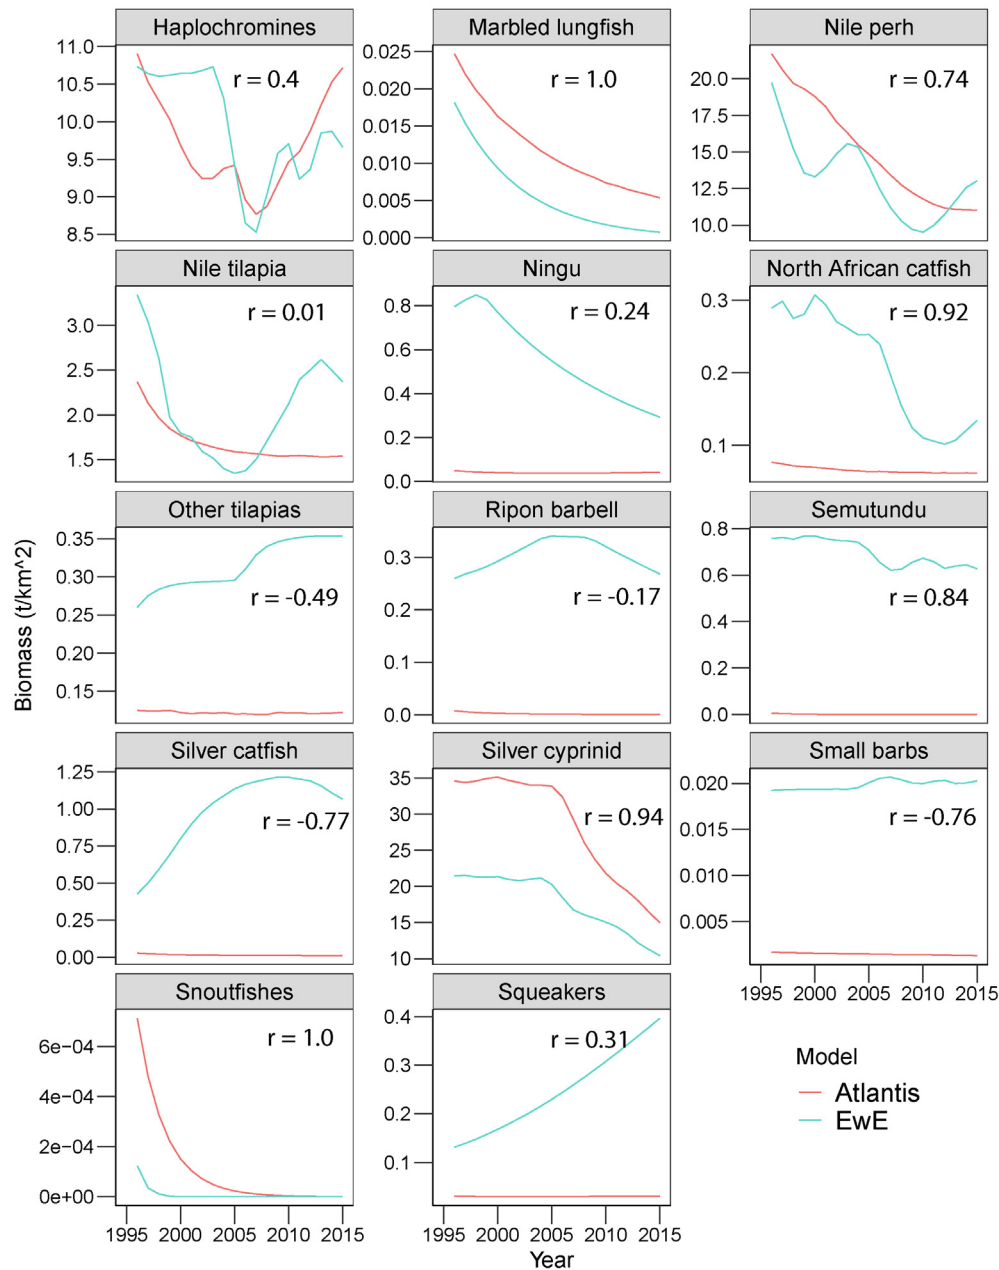 Haplochromines
11.0
10.5
10.0
9.5
9.0
8.5
r = 0.4
Marbled lungfish
0.025
0.020
0.015
0.010
0.005
0.000
r = 1.0
Nile perh
20.0
17.5
15.0
12.5
10.0
r = 0.74
Nile tilapia
3.0
2.5
2.0
1.5
r = 0.01
Ningu
0.8
0.6
0.4
0.2
0.0
r = 0.24
North African catfish
0.3
0.2
0.1
r = 0.92
Biomass (t/km^2)
Other tilapias
0.35
0.30
0.25
0.20
0.15
r = -0.49
Ripon barbell
0.3
0.2
0.1
0.0
r = -0.17
Semutundu
0.8
0.6
0.4
0.2
0.0
r = 0.84
Silver catfish
1.25
1.00
0.75
0.50
0.25
0.00
r = -0.77
Silver cyprinid
35
30
25
20
15
10
r = 0.94
Small barbs
0.020
0.015
0.010
0.005
r = -0.76
1995 2000 2005 2010 2015
Snoutfishes
6e−04
4e−04
2e−04
0e+00
r = 1.0
1995 2000 2005 2010 2015
Squeakers
0.4
0.3
0.2
0.1
r = 0.31
1995 2000 2005 2010 2015
Year
Model
Atlantis
EwE